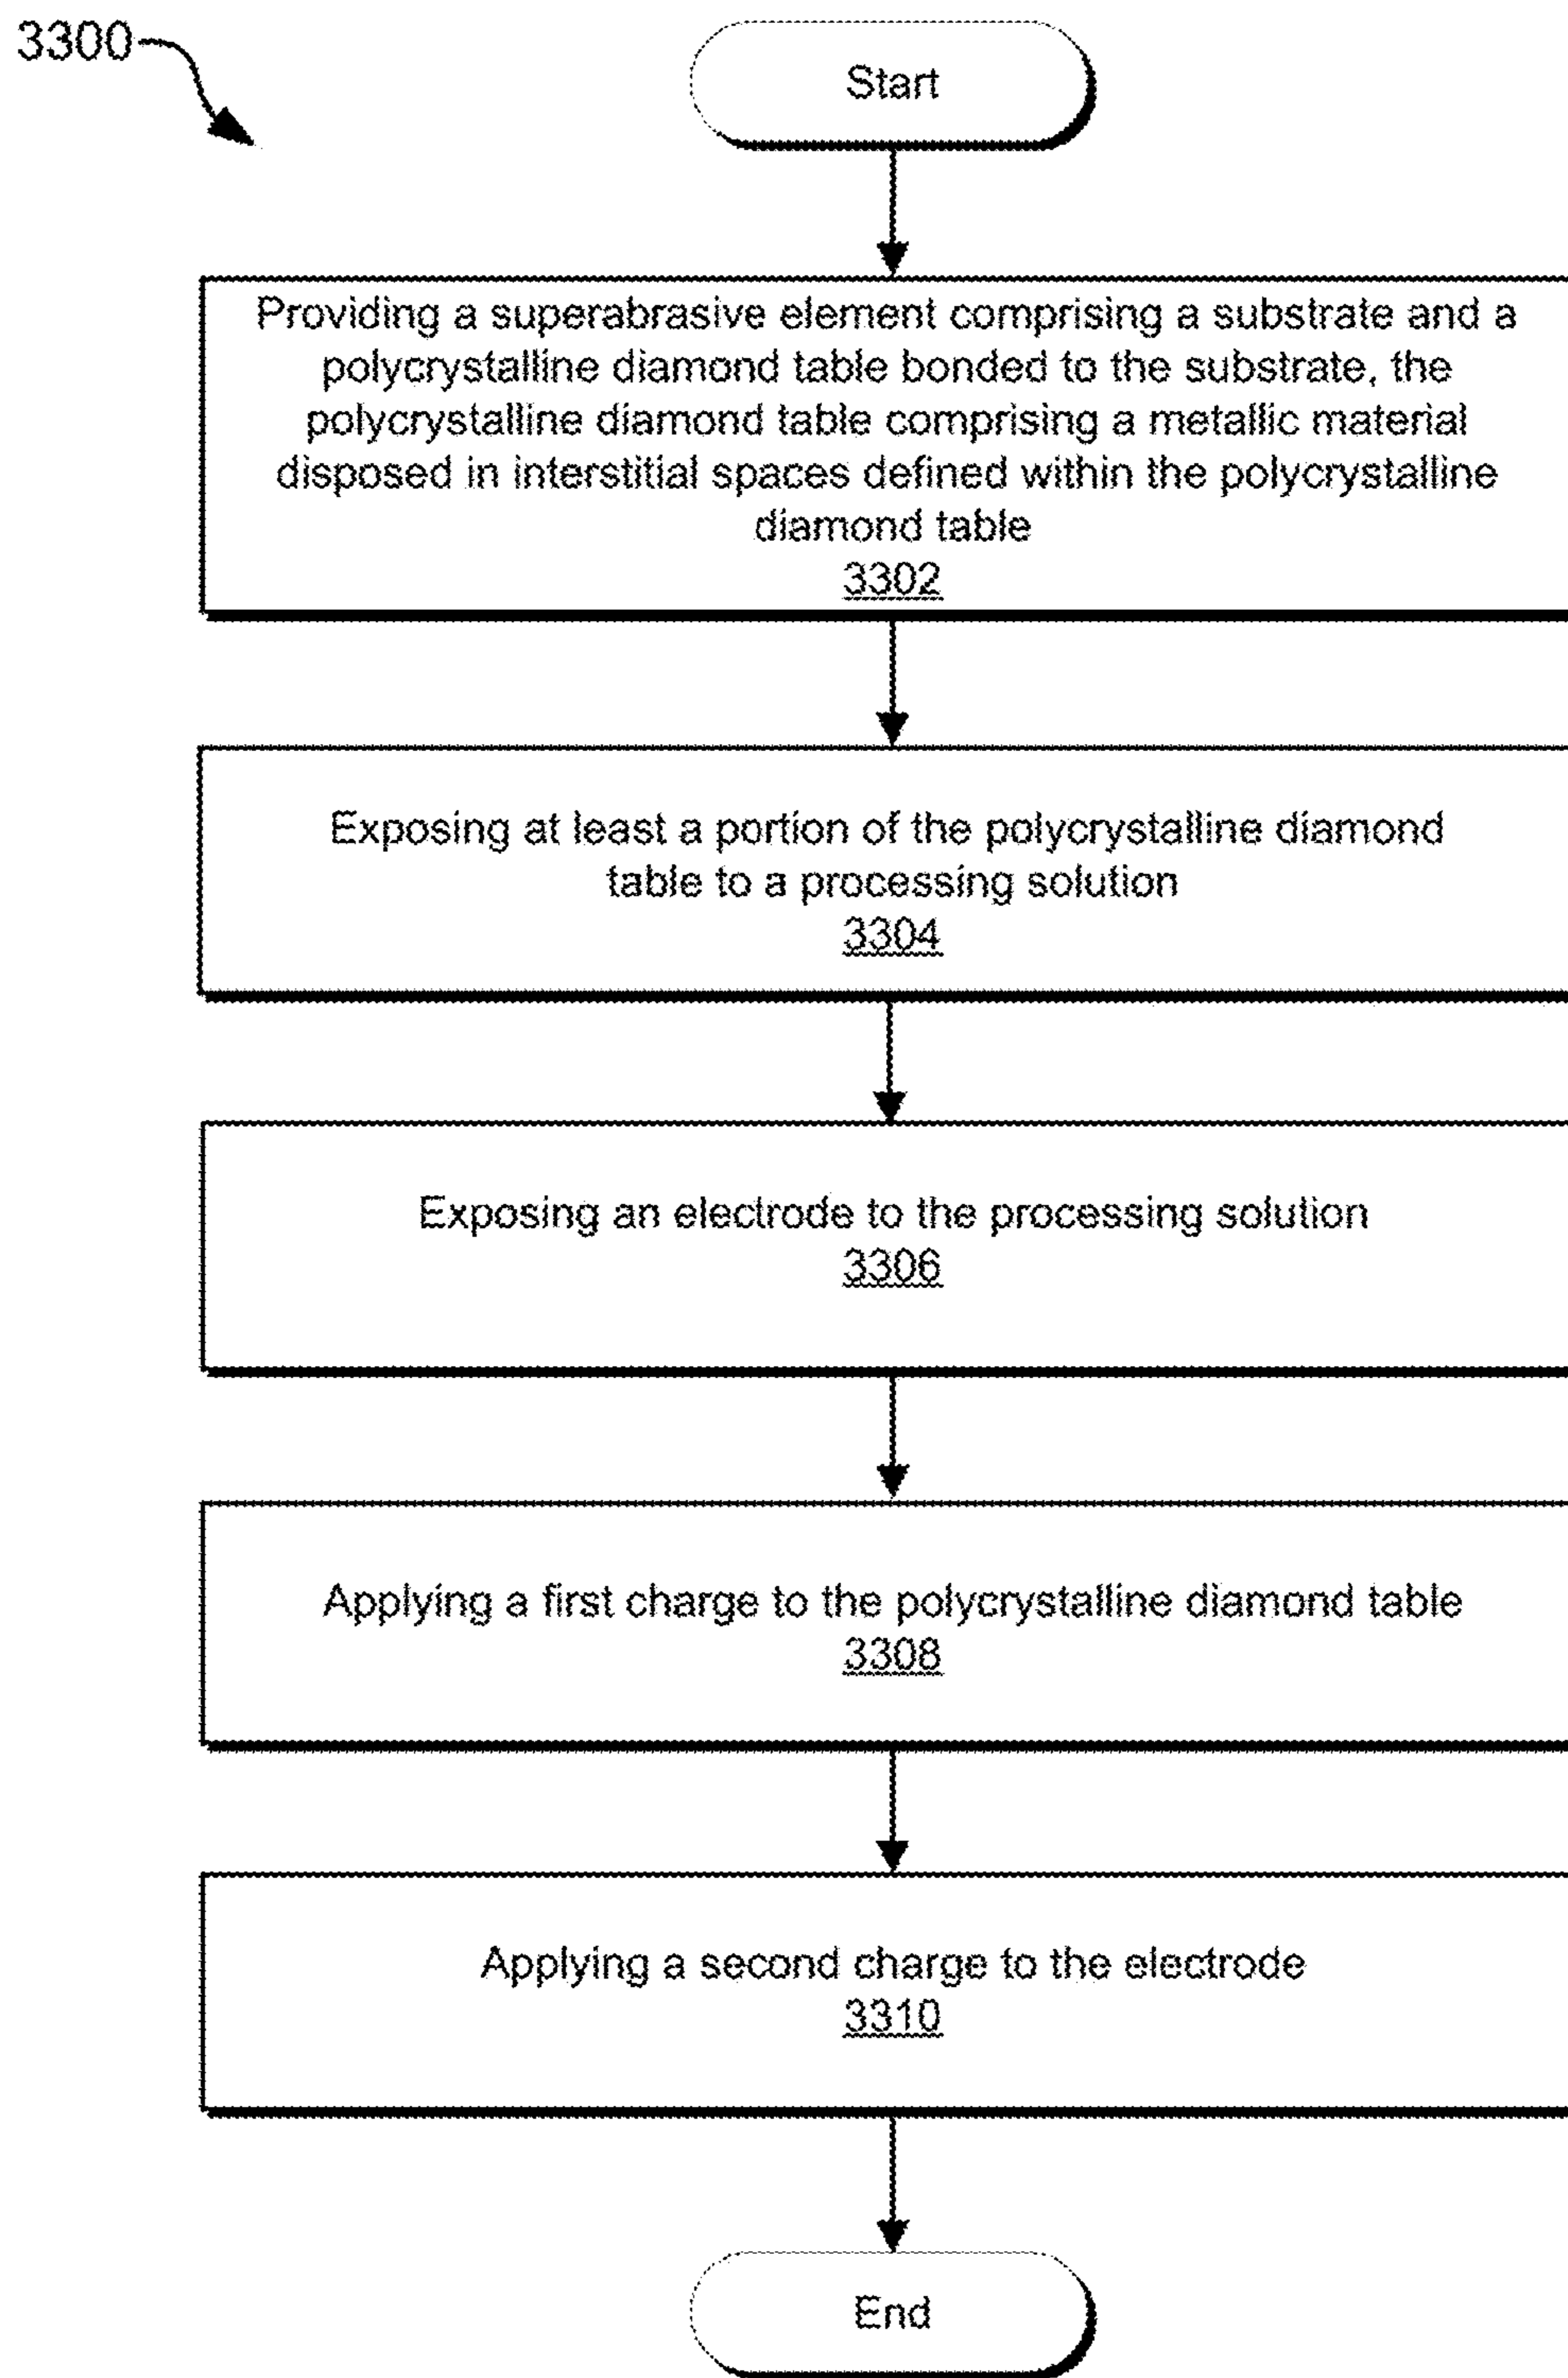 3300
Start
Providing a superabrasive element comprising a substrate and a
polycrystalline diamond table bonded to the substrate, the
polycrystalline diamond table comprising a metallic material
disposed in interstitial spaces defined within the polycrystalline
diamond table
3302
Exposing at least a portion of the polycrystalline diamond
table to a processing solution
3304
Exposing an electrode to the processing solution
3306
Applying a first charge to the polycrystalline diamond table
3308
Applying a second charge to the electrode
3310
End